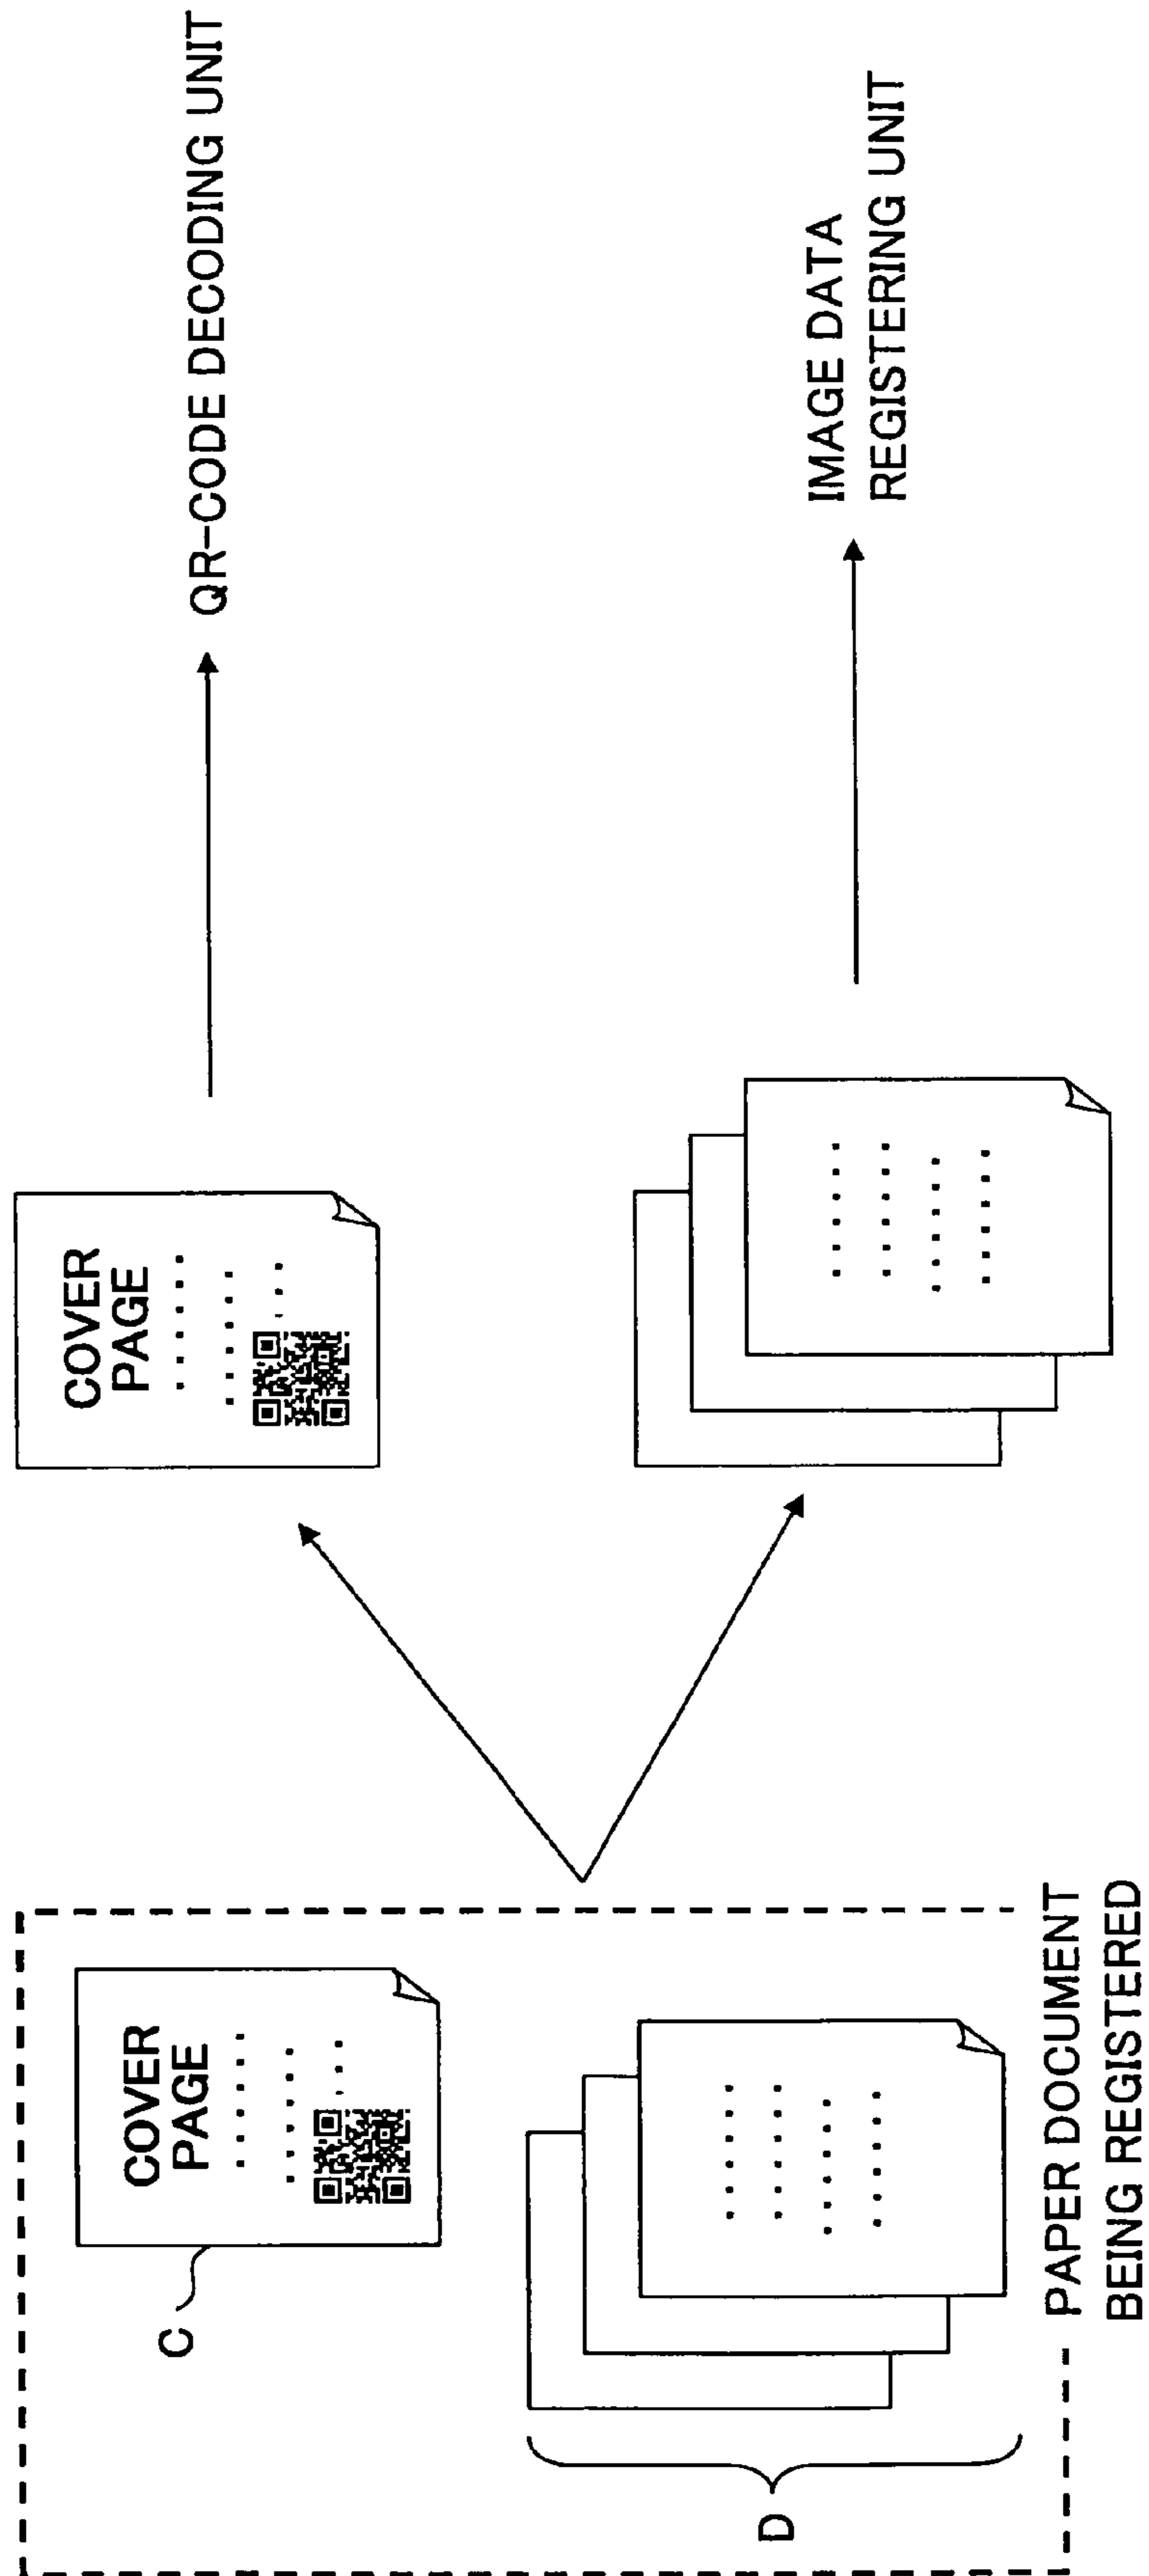 C
COVER
PAGE
D
PAPER DOCUMENT
BEING REGISTERED
COVER
PAGE
QR-CODE DECODING UNIT
IMAGE DATA
REGISTERING UNIT